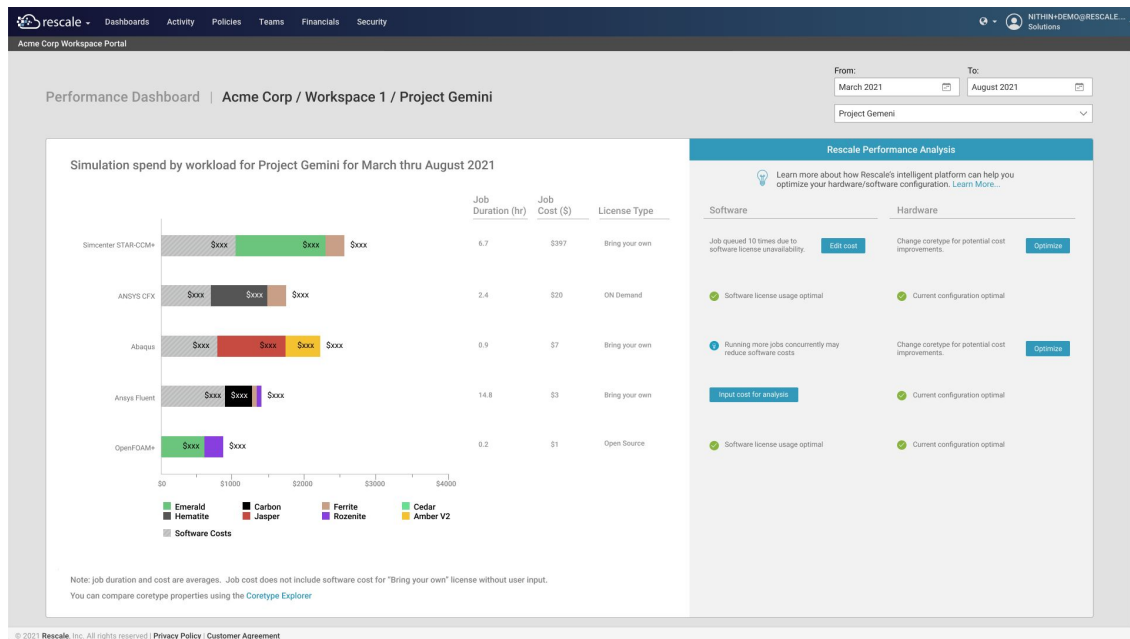 rescale Dashboards Activity Policies Teams Financials Security NITHIN+DEMO@RESCALE...
Solutions
Acme Corp Workspace Portal
From: To:
March 2021 August 2021
Performance Dashboard | Acme Corp / Workspace 1 / Project Gemini
Project Gemeni
Rescale Performance Analysis
Simulation spend by workload for Project Gemini for March thru August 2021
Learn more about how Rescale's intelligent platform can help you
optimize your hardware/software configuration. Learn More...
Job Duration (hr) Job Cost ($) License Type Software Hardware
Simcenter STAR-CCM+ $xxx $xxx $xxx 6.7 $397 Bring your own
Job queued 10 times due to
software license unavailability.
Edit cost
Change coretype for potential cost
improvements.
Optimize
ANSYS CFX $xxx $xxx $xxx 2.4 $20 ON Demand Software license usage optimal Current configuration optimal
Abaqus $xxx $xxx $xxx $xxx 0.9 $7 Bring your own
Running more jobs concurrently may
reduce software costs
Change coretype for potential cost
improvements.
Optimize
Ansys Fluent $xxx $xxx $xxx 14.8 $3 Bring your own Input cost for analysis Current configuration optimal
OpenFOAM+ $xxx $xxx 0.2 $1 Open Source Software license usage optimal Current configuration optimal
$0 $1000 $2000 $3000 $4000
Emerald Carbon Ferrite Cedar
Hematite Jasper Rozenite Amber V2
Software Costs
Note: job duration and cost are averages. Job cost does not include software cost for "Bring your own" license without user input.
You can compare coretype properties using the Coretype Explorer
© 2021 Rescale, Inc. All rights reserved | Privacy Policy | Customer Agreement